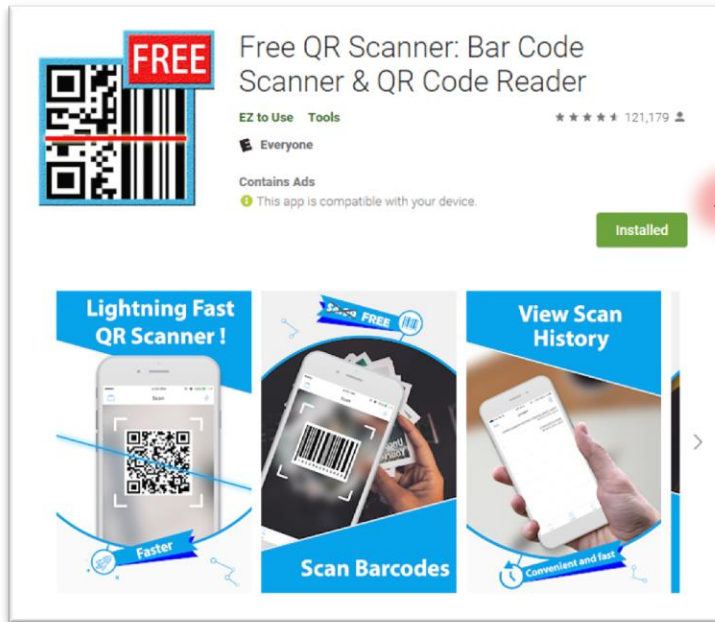 FREE
Free QR Scanner: Bar Code
Scanner & QR Code Reader
EZ to Use Tools
121,179
E Everyone
Contains Ads
This app is compatible with your device.
Installed
Lightning Fast
QR Scanner !
Scan
Faster
FREE
Scan
Scan Barcodes
View Scan
History
Convenient and fast